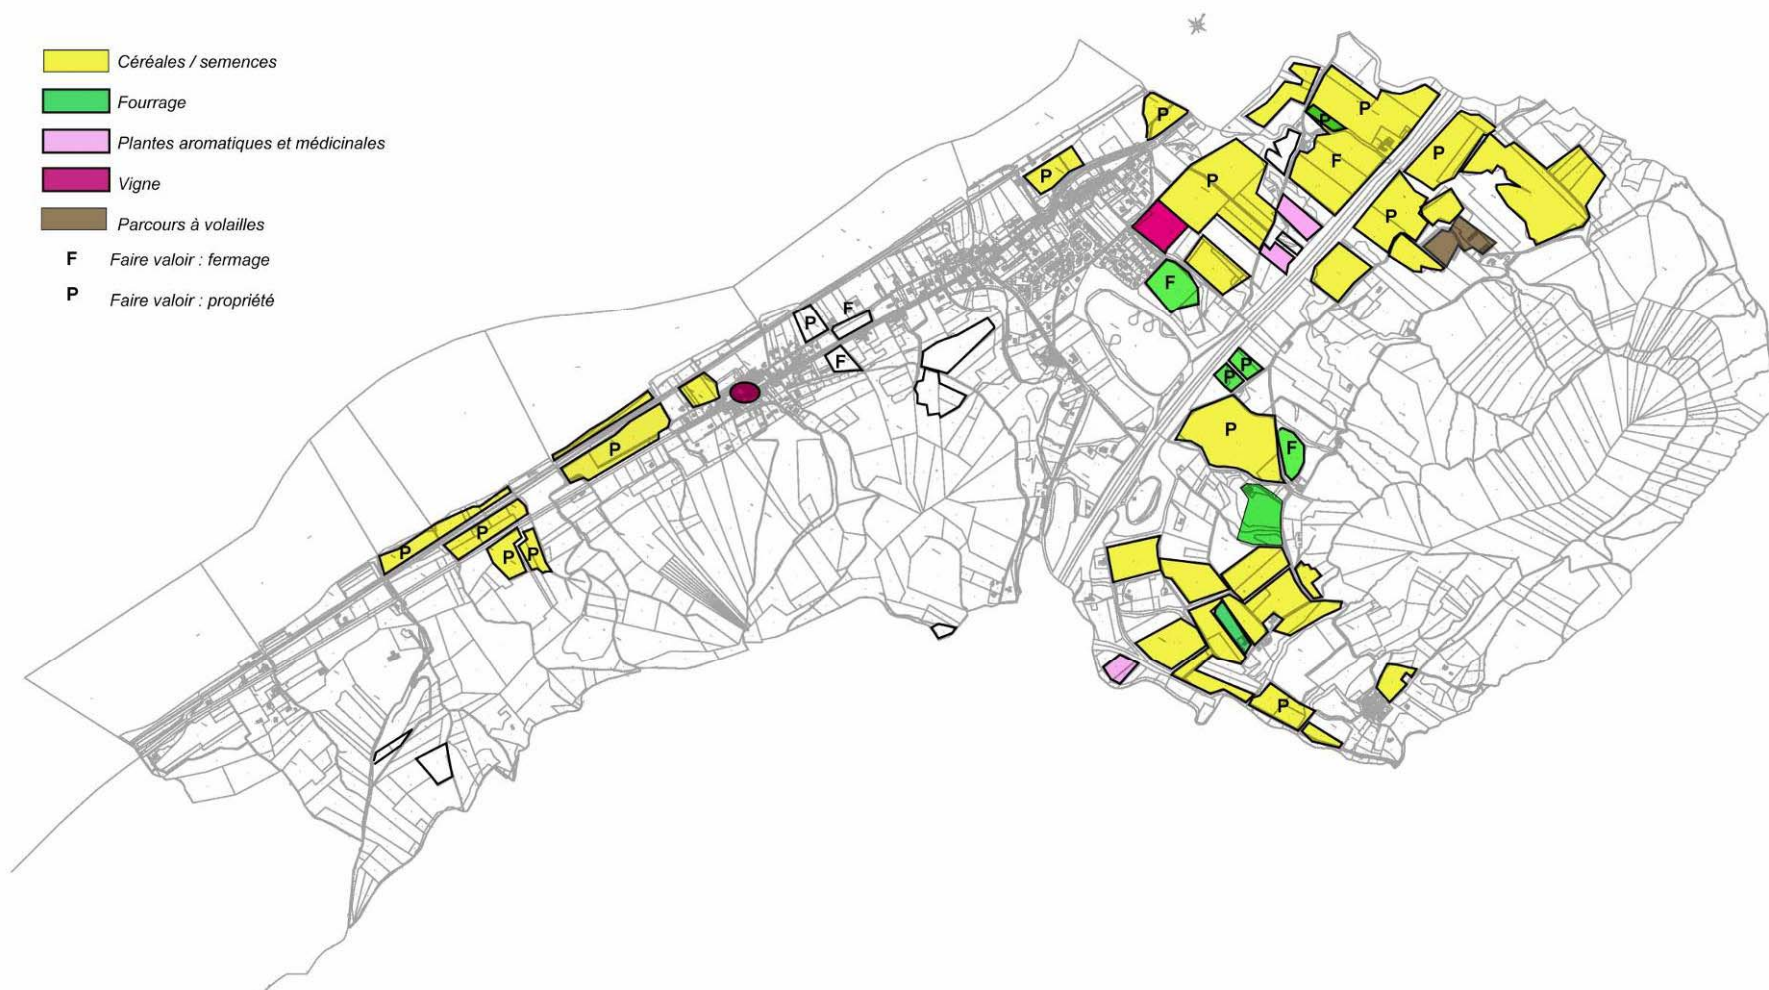 Céréales / semences
Fourrage
Plantes aromatiques et médicinales
Vigne
Parcours à volailles
F Faire valoir : fermage
P Faire valoir : propriété
P
P
P
P
P
F
P
P
P
F
F
P
F
P
P
P
F
P
P
P
P
P
P